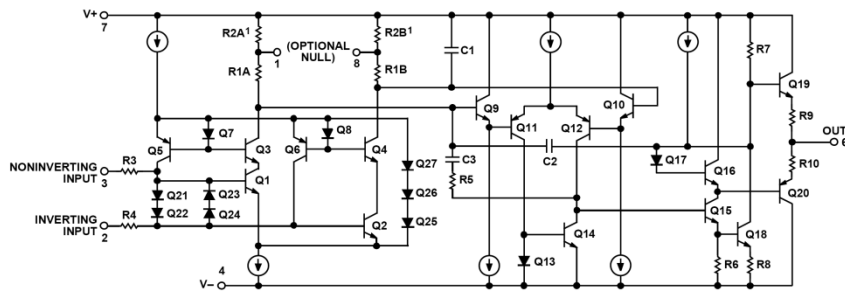 V+
7
R2A¹
R2B¹
(OPTIONAL
NULL)
1
8
C1
R7
R1A
R1B
Q9
Q10
Q19
Q7
Q8
Q11
Q12
R9
Q5
Q3
Q6
Q4
C3
C2
Q17
Q16
OUT
6
NONINVERTING
INPUT
3
R3
Q27
R5
R10
Q21
Q23
Q1
Q26
Q20
Q22
Q24
Q15
INVERTING
INPUT
2
R4
Q2
Q25
Q14
Q18
Q13
R6
R8
4
V–